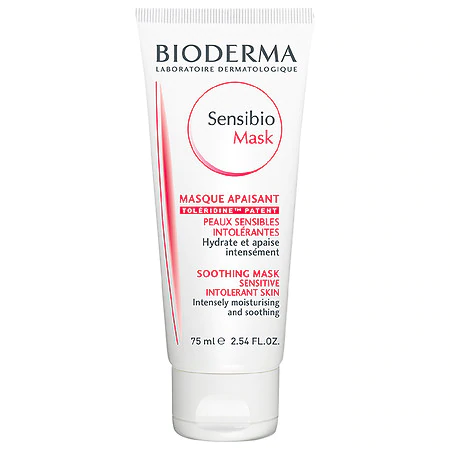 BIODERMA
LABORATOIRE DERMATOLOGIQUE
Sensibio
Mask
MASQUE APAISANT
TOLÉRIDINE™ PATENT
PEAUX SENSIBLES
INTOLÉRANTES
Hydrate et apaise
intensément
SOOTHING MASK
SENSITIVE
INTOLERANT SKIN
Intensely moisturising
and soothing
75 ml ℮ 2.54 FL.OZ.